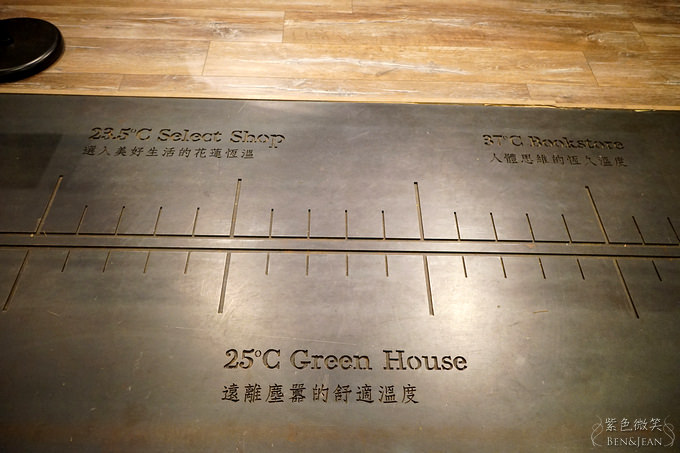 23.5°C Select Shop
選入美好生活的花蓮恆溫
37°C Bookstore
人體思維的恆久溫度
25°C Green House
遠離塵囂的舒適溫度
紫色微笑
BEN&JEAN